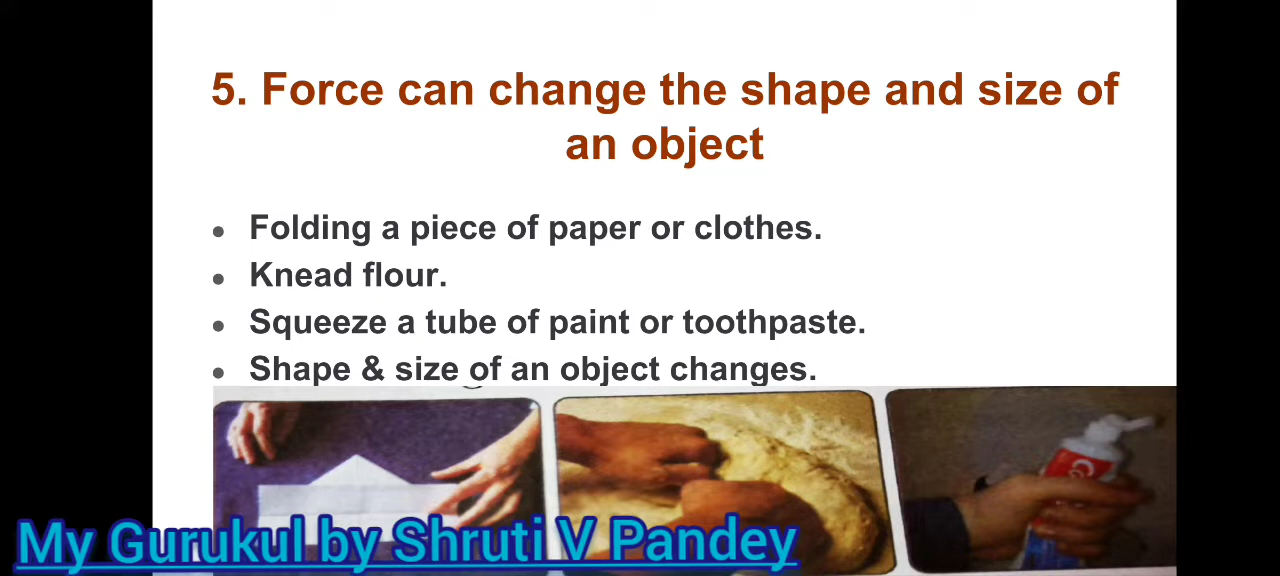 5. Force can change the shape and size of
an object
• Folding a piece of paper or clothes.
• Knead flour.
• Squeeze a tube of paint or toothpaste.
• Shape & size of an object changes.
My Gurukul by Shruti V Pandey